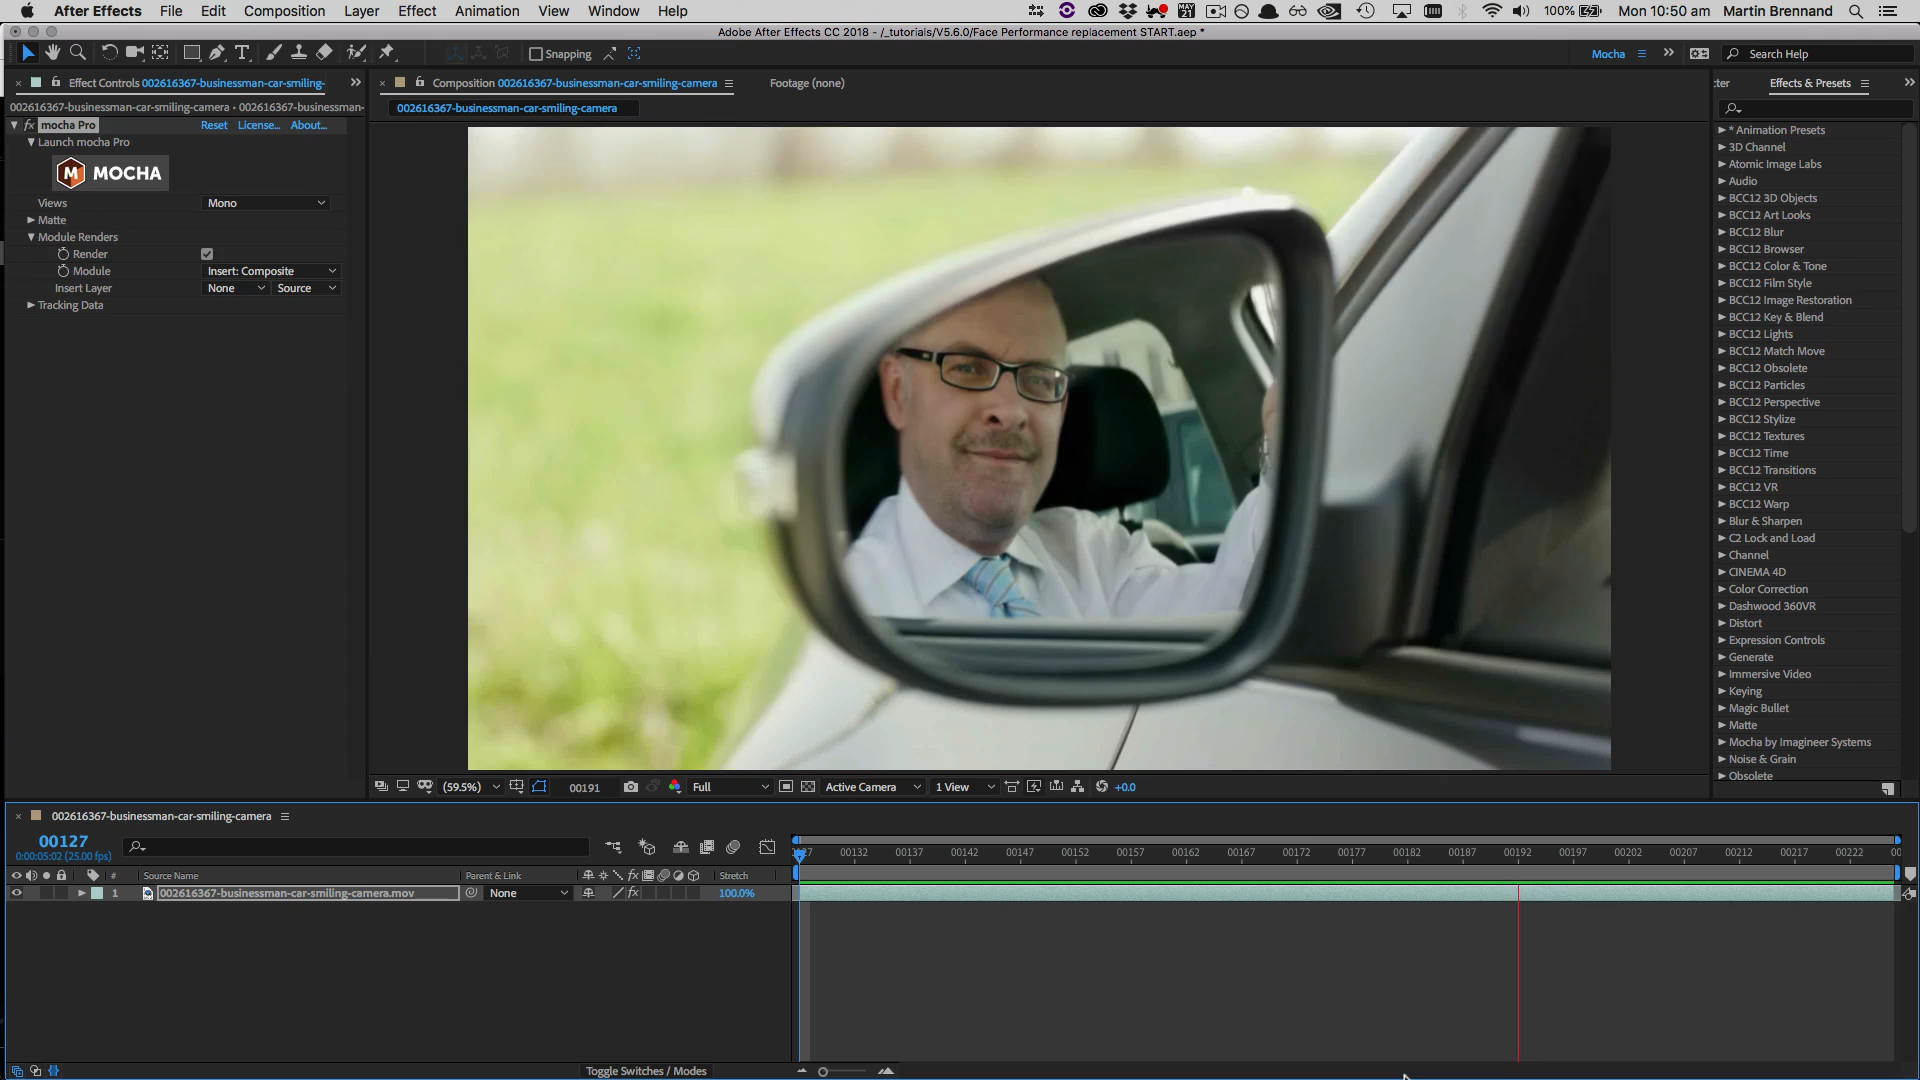 After Effects File Edit Composition Layer Effect Animation View Window Help 100% Mon 10:50 am Martin Brennand
Adobe After Effects CC 2018 - /_tutorials/V5.6.0/Face Performance replacement START.aep *
Snapping Mocha Search Help
Effect Controls 002616367-businessman-car-smiling-
Composition 002616367-businessman-car-smiling-camera
Footage (none)
Effects & Presets
002616367-businessman-car-smiling-camera • 002616367-businessman-
002616367-businessman-car-smiling-camera
fx mocha Pro Reset License... About...
Launch mocha Pro
M MOCHA
Views Mono
Matte
Module Renders
Render
Module Insert: Composite
Insert Layer None Source
Tracking Data
* Animation Presets
3D Channel
Atomic Image Labs
Audio
BCC12 3D Objects
BCC12 Art Looks
BCC12 Blur
BCC12 Browser
BCC12 Color & Tone
BCC12 Film Style
BCC12 Image Restoration
BCC12 Key & Blend
BCC12 Lights
BCC12 Match Move
BCC12 Obsolete
BCC12 Particles
BCC12 Perspective
BCC12 Stylize
BCC12 Textures
BCC12 Time
BCC12 Transitions
BCC12 VR
BCC12 Warp
Blur & Sharpen
C2 Lock and Load
Channel
CINEMA 4D
Color Correction
Dashwood 360VR
Distort
Expression Controls
Generate
Immersive Video
Keying
Magic Bullet
Matte
Mocha by Imagineer Systems
Noise & Grain
Obsolete
(59.5%) 00191 Full Active Camera 1 View +0.0
002616367-businessman-car-smiling-camera
00127
0:00:05:02 (25.00 fps)
00132 00137 00142 00147 00152 00157 00162 00167 00172 00177 00182 00187 00192 00197 00202 00207 00212 00217 00222
# Source Name Parent & Link fx Stretch
1 002616367-businessman-car-smiling-camera.mov None fx 100.0%
Toggle Switches / Modes